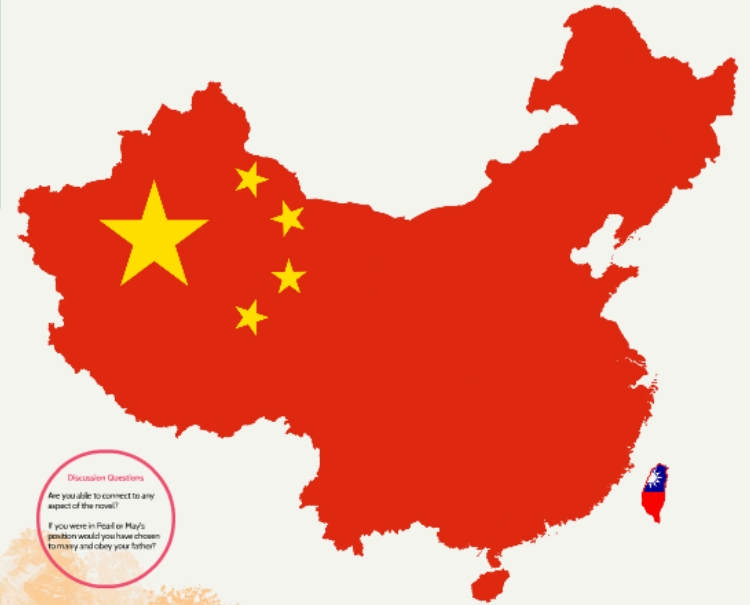 Discussion Questions
Are you able to connect to any
aspect of the novel?
If you were in Pearl or May's
position would you have chosen
to marry and obey your father?